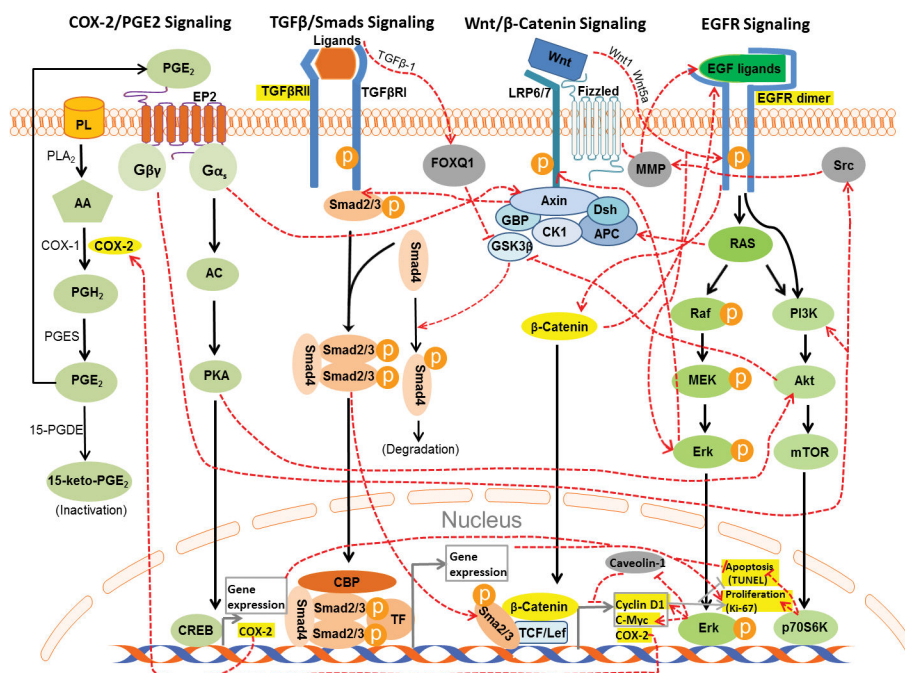 COX-2/PGE2 Signaling
TGFβ/Smads Signaling
Wnt/β-Catenin Signaling
EGFR Signaling
PGE₂
EP2
PL
PLA₂
Gβγ
Gαₛ
AA
COX-1
COX-2
AC
PGH₂
PGES
PKA
PGE₂
15-PGDE
15-keto-PGE₂
(Inactivation)
CREB
Gene
expression
COX-2
Ligands
TGFβ-1
TGFβRII
TGFβRI
p
FOXQ1
Smad2/3
p
Smad4
Smad4
Smad2/3
p
Smad2/3
p
p
Smad4
(Degradation)
Nucleus
CBP
Smad4
Smad2/3
p
Smad2/3
p
TF
Gene
expression
Wnt
Wnt1
Wnt5a
LRP6/7
Fizzled
p
MMP
Axin
GBP
Dsh
CK1
APC
GSK3β
β-Catenin
p
Sma2/3
β-Catenin
TCF/Lef
Caveolin-1
Cyclin D1
C-Myc
COX-2
EGF ligands
EGFR dimer
p
Src
RAS
Raf
p
PI3K
MEK
p
Akt
Erk
p
mTOR
Apoptosis
(TUNEL)
Proliferation
(Ki-67)
Erk
p
p70S6K